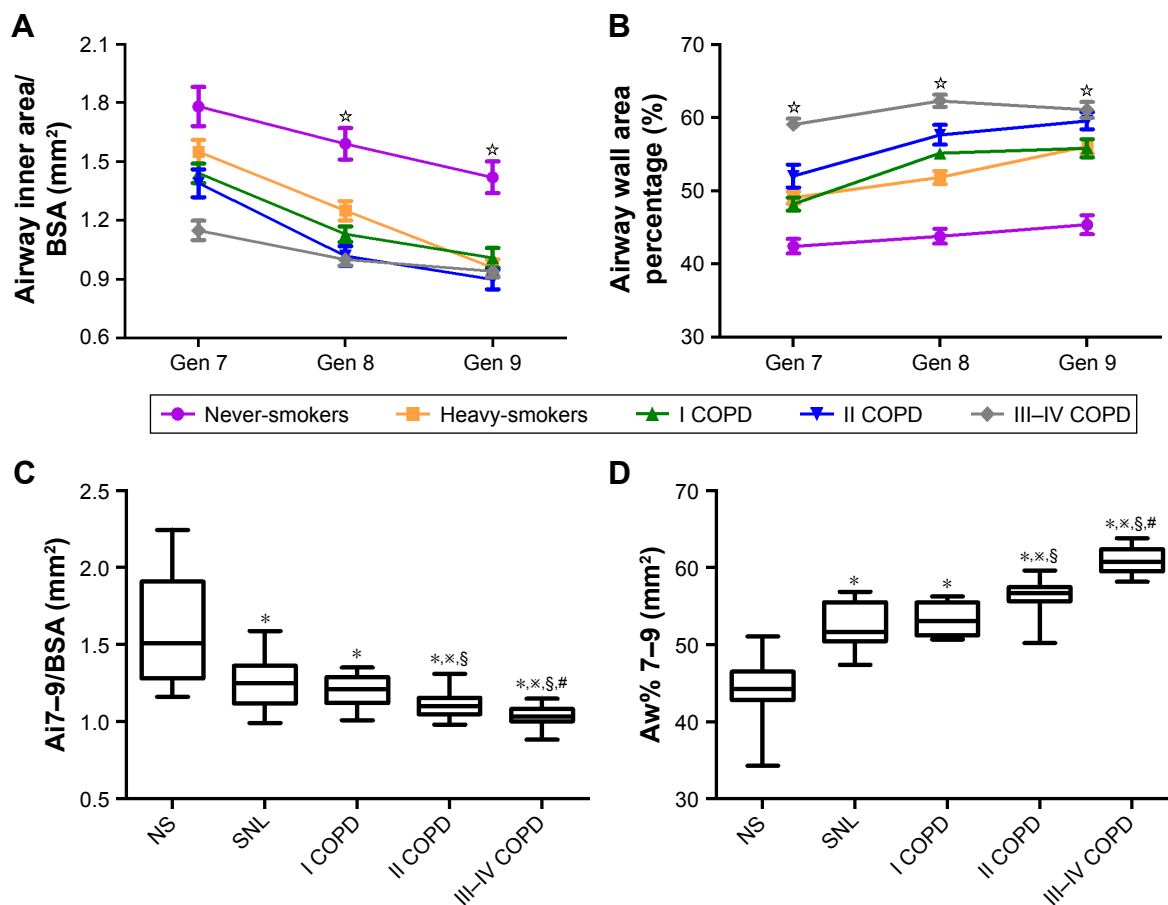 A
Airway inner area/
BSA (mm²)
2.1
1.8
1.5
1.2
0.9
0.6
☆
☆
Gen 7 Gen 8 Gen 9
B
Airway wall area
percentage (%)
70
60
50
40
30
☆
☆
☆
Gen 7 Gen 8 Gen 9
Never-smokers Heavy-smokers I COPD II COPD III–IV COPD
C
Ai7–9/BSA (mm²)
2.5
2.0
1.5
1.0
0.5
*
*
*,※,§
*,※,§,#
NS
SNL
I COPD
II COPD
III–IV COPD
D
Aw% 7–9 (mm²)
70
60
50
40
30
*
*
*,※,§
*,※,§,#
NS
SNL
I COPD
II COPD
III–IV COPD